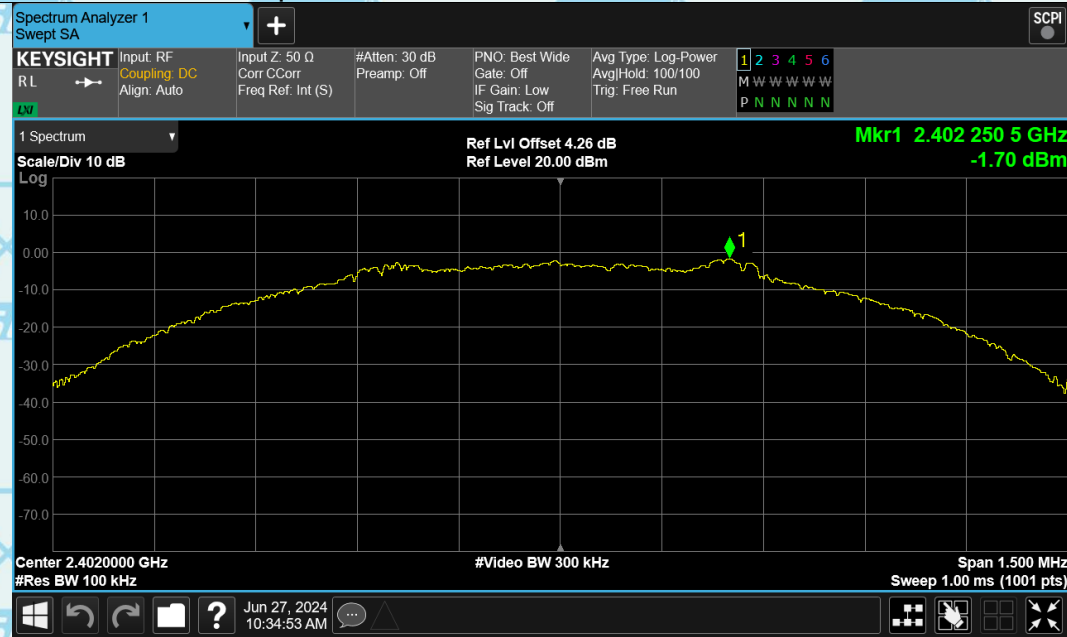 Spectrum Analyzer 1
Swept SA
+
SCPI
KEYSIGHT
RL
LXI
Input: RF
Coupling: DC
Align: Auto
Input Z: 50 Ω
Corr CCorr
Freq Ref: Int (S)
#Atten: 30 dB
Preamp: Off
PNO: Best Wide
Gate: Off
IF Gain: Low
Sig Track: Off
Avg Type: Log-Power
Avg|Hold: 100/100
Trig: Free Run
1 2 3 4 5 6
M W W W W W
P N N N N N
1 Spectrum
Scale/Div 10 dB
Log
Ref Lvl Offset 4.26 dB
Ref Level 20.00 dBm
Mkr1 2.402 250 5 GHz
-1.70 dBm
1
10.0
0.00
-10.0
-20.0
-30.0
-40.0
-50.0
-60.0
-70.0
Center 2.4020000 GHz
#Res BW 100 kHz
#Video BW 300 kHz
Span 1.500 MHz
Sweep 1.00 ms (1001 pts)
?
Jun 27, 2024
10:34:53 AM